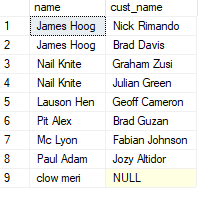 name cust_name
1 James Hoog Nick Rimando
2 James Hoog Brad Davis
3 Nail Knite Graham Zusi
4 Nail Knite Julian Green
5 Lauson Hen Geoff Cameron
6 Pit Alex Brad Guzan
7 Mc Lyon Fabian Johnson
8 Paul Adam Jozy Altidor
9 clow meri NULL